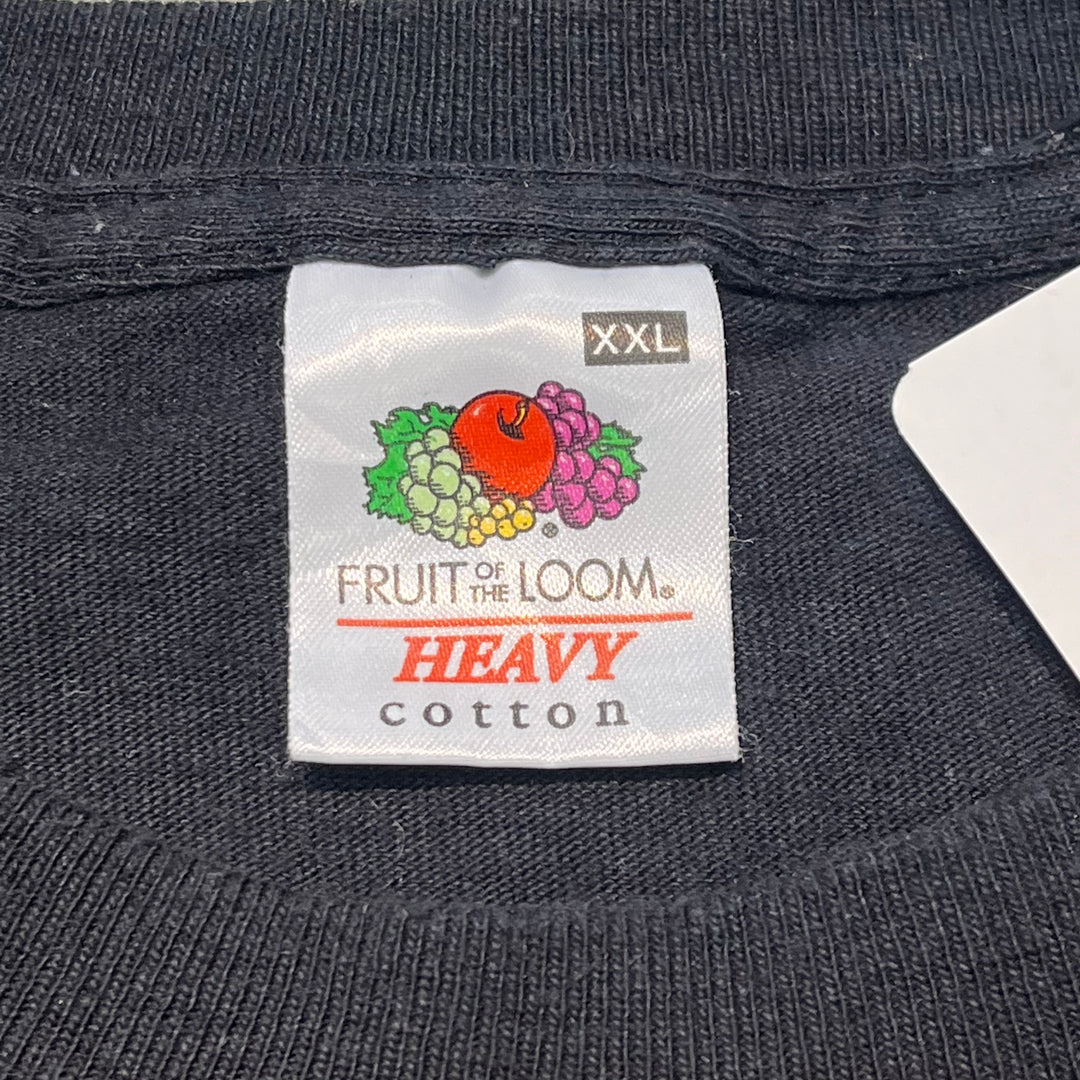 XXL
®
FRUIT OF THE LOOM®
HEAVY
cotton